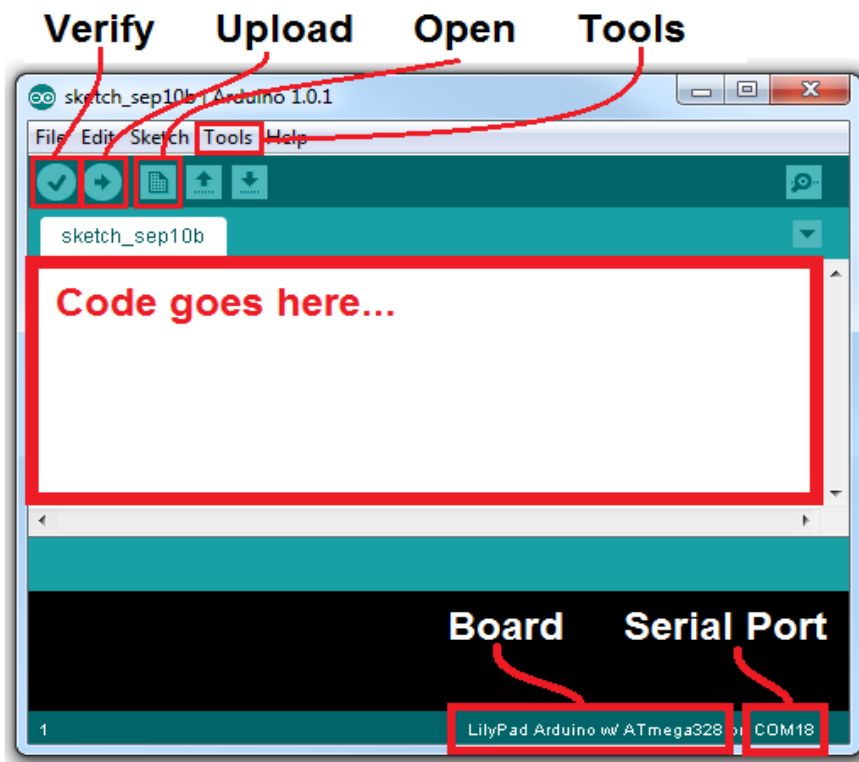 Verify Upload Open Tools
sketch_sep10b | Arduino 1.0.1
File Edit Sketch Tools Help
sketch_sep10b
Code goes here...
Board Serial Port
1 LilyPad Arduino w/ ATmega328 on COM18